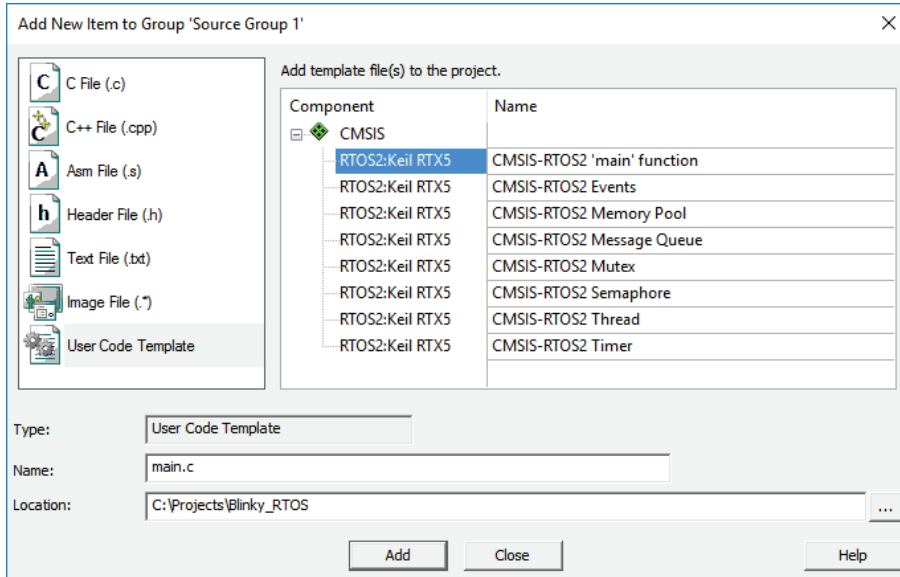 Add New Item to Group 'Source Group 1'
C File (.c)
C++ File (.cpp)
Asm File (.s)
Header File (.h)
Text File (.txt)
Image File (.*)
User Code Template
Add template file(s) to the project.
Component Name
CMSIS
RTOS2:Keil RTX5 CMSIS-RTOS2 'main' function
RTOS2:Keil RTX5 CMSIS-RTOS2 Events
RTOS2:Keil RTX5 CMSIS-RTOS2 Memory Pool
RTOS2:Keil RTX5 CMSIS-RTOS2 Message Queue
RTOS2:Keil RTX5 CMSIS-RTOS2 Mutex
RTOS2:Keil RTX5 CMSIS-RTOS2 Semaphore
RTOS2:Keil RTX5 CMSIS-RTOS2 Thread
RTOS2:Keil RTX5 CMSIS-RTOS2 Timer
Type: User Code Template
Name: main.c
Location: C:\Projects\Blinky_RTOS ...
Add Close Help